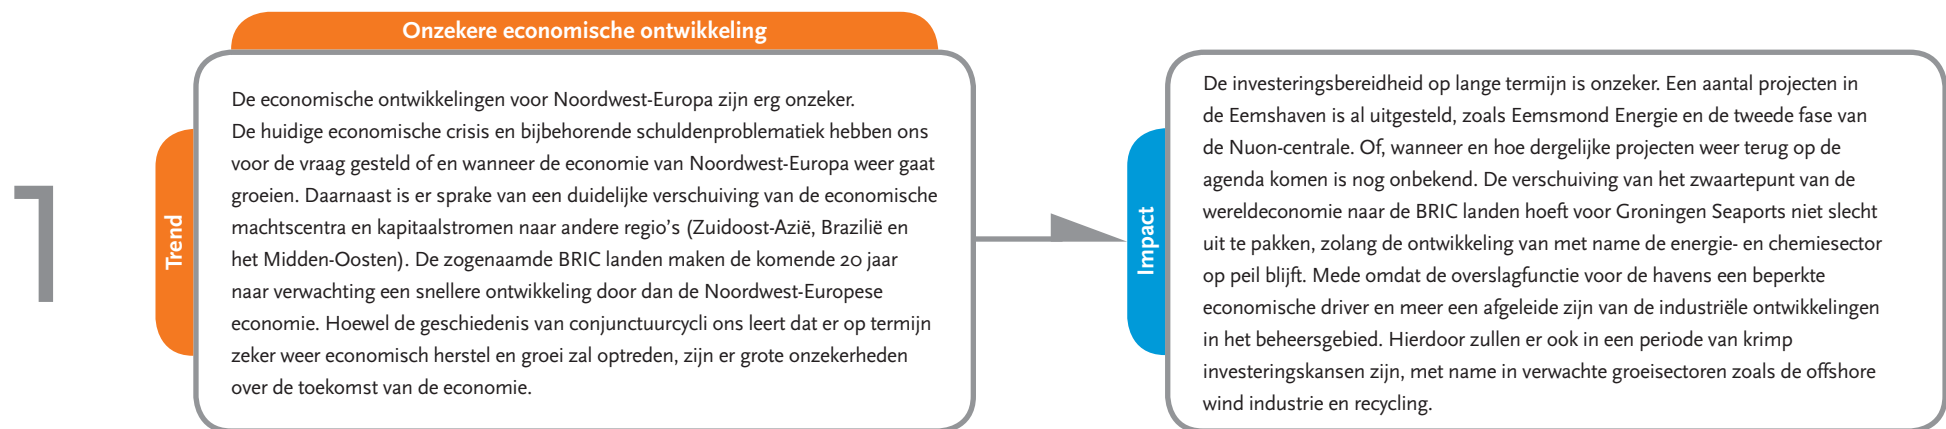 1
Onzekere economische ontwikkeling
Trend
De economische ontwikkelingen voor Noordwest-Europa zijn erg onzeker.
De huidige economische crisis en bijbehorende schuldenproblematiek hebben ons
voor de vraag gesteld of en wanneer de economie van Noordwest-Europa weer gaat
groeien. Daarnaast is er sprake van een duidelijke verschuiving van de economische
machtscentra en kapitaalstromen naar andere regio's (Zuidoost-Azië, Brazilië en
het Midden-Oosten). De zogenaamde BRIC landen maken de komende 20 jaar
naar verwachting een snellere ontwikkeling door dan de Noordwest-Europese
economie. Hoewel de geschiedenis van conjunctuurcycli ons leert dat er op termijn
zeker weer economisch herstel en groei zal optreden, zijn er grote onzekerheden
over de toekomst van de economie.
Impact
De investeringsbereidheid op lange termijn is onzeker. Een aantal projecten in
de Eemshaven is al uitgesteld, zoals Eemsmond Energie en de tweede fase van
de Nuon-centrale. Of, wanneer en hoe dergelijke projecten weer terug op de
agenda komen is nog onbekend. De verschuiving van het zwaartepunt van de
wereldeconomie naar de BRIC landen hoeft voor Groningen Seaports niet slecht
uit te pakken, zolang de ontwikkeling van met name de energie- en chemiesector
op peil blijft. Mede omdat de overslagfunctie voor de havens een beperkte
economische driver en meer een afgeleide zijn van de industriële ontwikkelingen
in het beheersgebied. Hierdoor zullen er ook in een periode van krimp
investeringskansen zijn, met name in verwachte groeisectoren zoals de offshore
wind industrie en recycling.